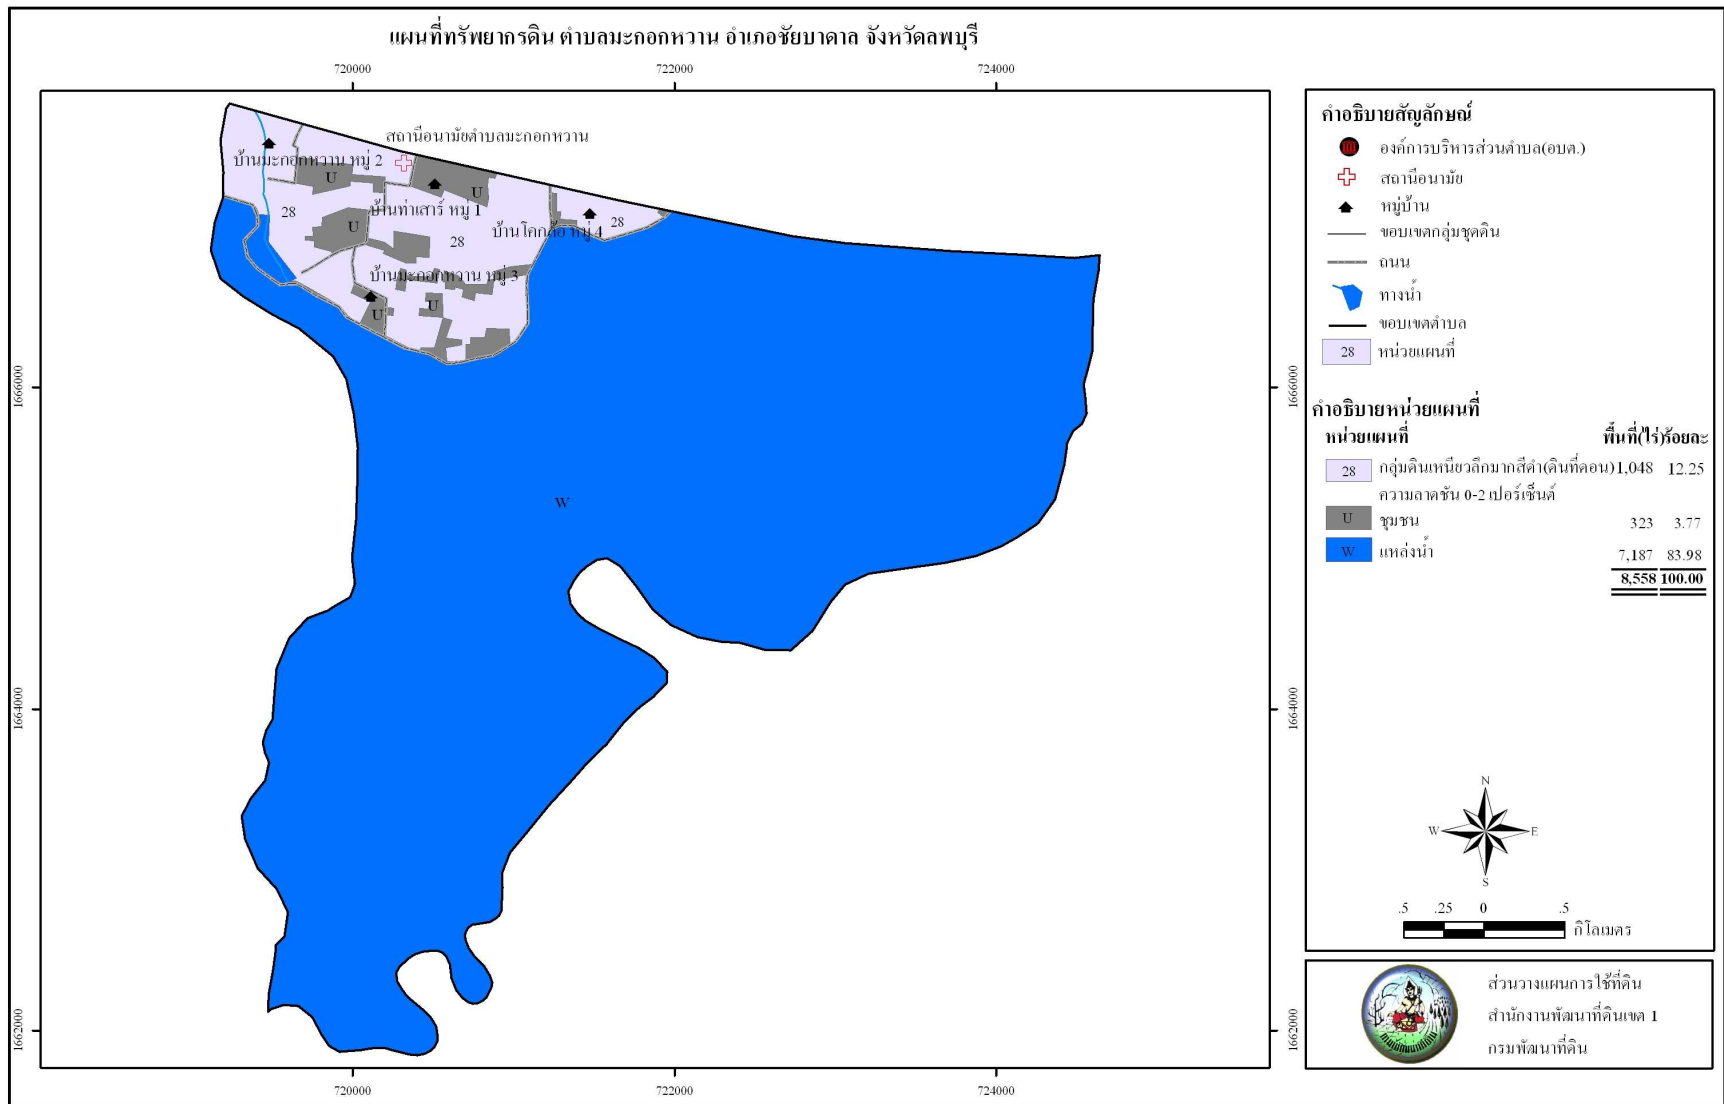 แผนที่ทรัพยากรดิน ตำบลมะกอกหวาน อำเภอชัยบาดาล จังหวัดลพบุรี
720000 722000 724000
สถานีอนามัยตำบลมะกอกหวาน
บ้านมะกอกหวาน หมู่ 2
U
U
28
บ้านท่าเสาร์ หมู่ 1
28
U
บ้านโคกสลือ หมู่ 4
28
บ้านมะกอกหวาน หมู่ 3
U
U
1666000 1666000
W
1664000 1664000
1662000 1662000
720000 722000 724000
คำอธิบายสัญลักษณ์
องค์การบริหารส่วนตำบล(อบต.)
สถานีอนามัย
หมู่บ้าน
ขอบเขตกลุ่มชุดดิน
ถนน
ทางน้ำ
ขอบเขตตำบล
28 หน่วยแผนที่
คำอธิบายหน่วยแผนที่
หน่วยแผนที่ พื้นที่(ไร่) ร้อยละ
28 กลุ่มดินเหนียวลึกมากสีดำ(ดินที่ดอน) 1,048 12.25
ความลาดชัน 0-2 เปอร์เซ็นต์
U ชุมชน 323 3.77
W แหล่งน้ำ 7,187 83.98
8,558 100.00
N
W E
S
.5 .25 0 .5
กิโลเมตร
ส่วนวางแผนการใช้ที่ดิน
สำนักงานพัฒนาที่ดินเขต 1
กรมพัฒนาที่ดิน
กรมพัฒนาที่ดิน